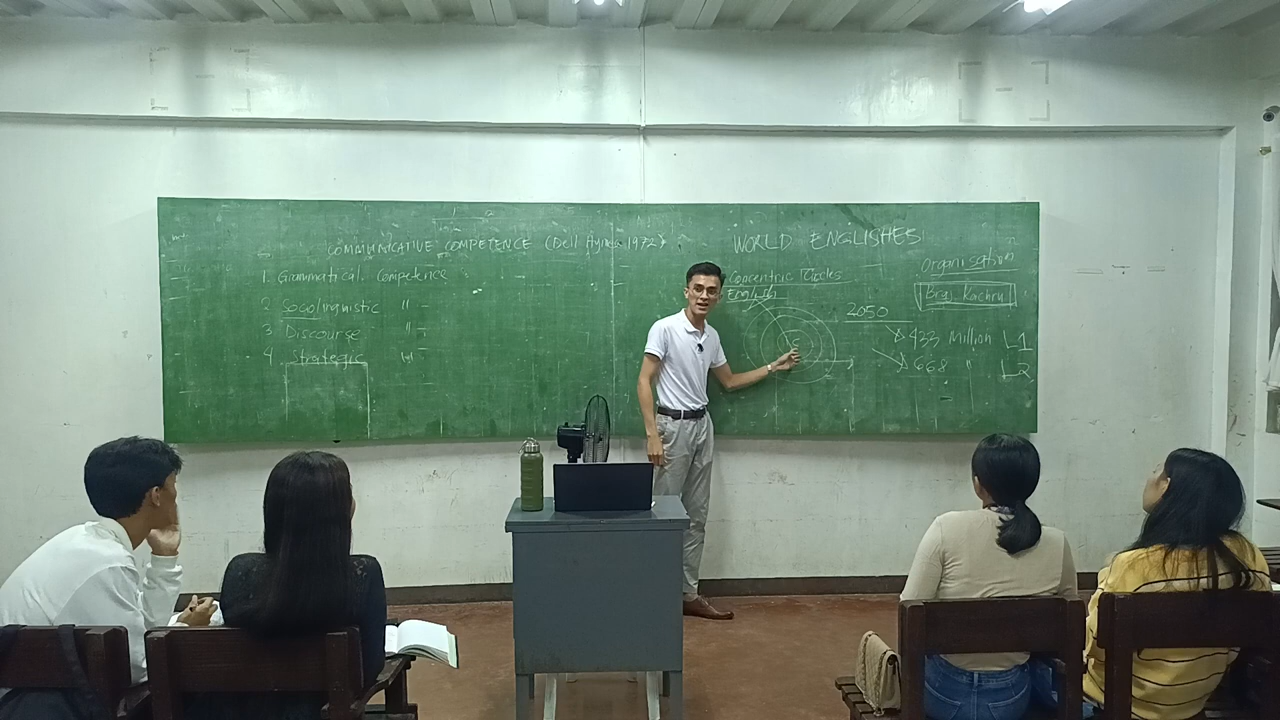 COMMUNICATIVE COMPETENCE (Dell Hymes 1972)
1. Grammatical Competence
2. Socolinguistic "
3 Discourse "
4. Strategic
WORLD ENGLISHES
Concentric Circles
English
Organisation
Braj Kachru
2050
433 Million L1
668 " L2